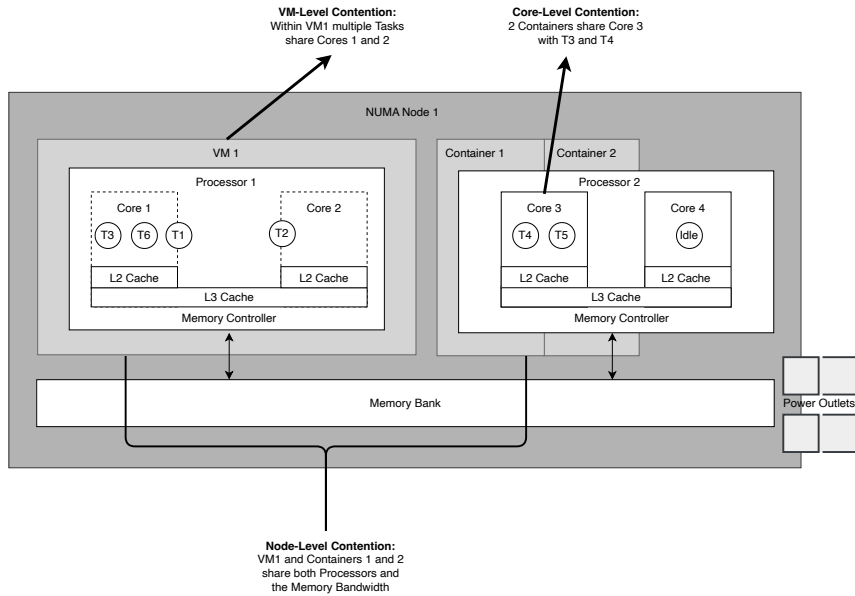 VM-Level Contention:
Within VM1 multiple Tasks
share Cores 1 and 2
Core-Level Contention:
2 Containers share Core 3
with T3 and T4
NUMA Node 1
VM 1
Container 1
Container 2
Processor 1
Processor 2
Core 1
Core 2
Core 3
Core 4
T3
T6
T1
T2
T4
T5
Idle
L2 Cache
L2 Cache
L2 Cache
L2 Cache
L3 Cache
L3 Cache
Memory Controller
Memory Controller
Memory Bank
Power Outlets
Node-Level Contention:
VM1 and Containers 1 and 2
share both Processors and
the Memory Bandwidth